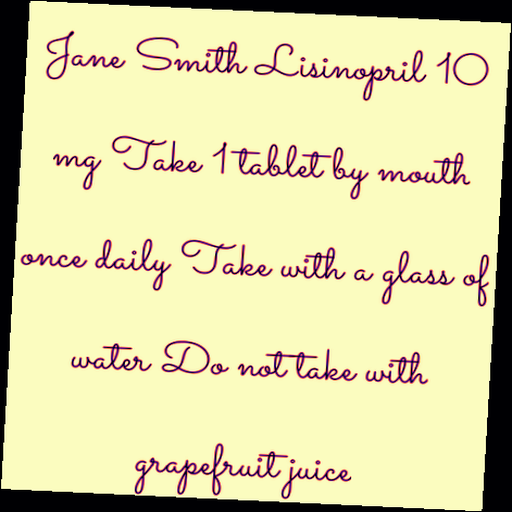 Jane Smith Lisinopril 10
mg Take 1 tablet by mouth
once daily Take with a glass of
water Do not take with
grapefruit juice